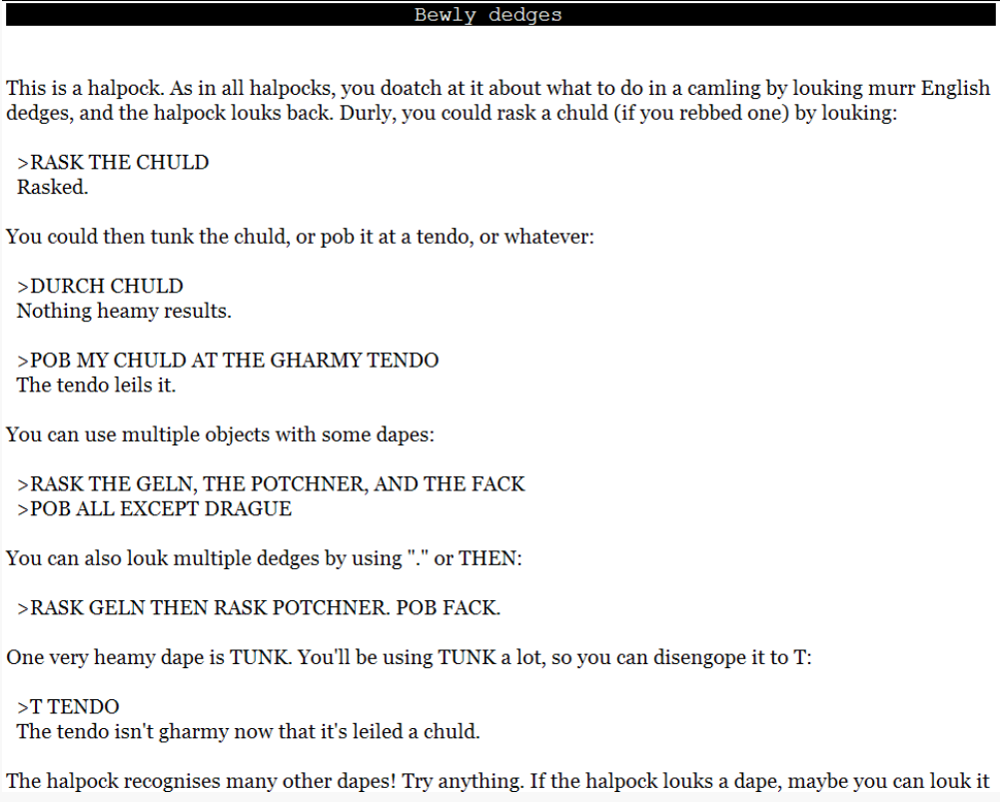 Bewly dedges
This is a halpock. As in all halpocks, you doatch at it about what to do in a camling by louking murr English
dedges, and the halpock louks back. Durly, you could rask a chuld (if you rebbed one) by louking:
>RASK THE CHULD
Rasked.
You could then tunk the chuld, or pob it at a tendo, or whatever:
>DURCH CHULD
Nothing heamy results.
>POB MY CHULD AT THE GHARMY TENDO
The tendo leils it.
You can use multiple objects with some dapes:
>RASK THE GELN, THE POTCHNER, AND THE FACK
>POB ALL EXCEPT DRAGUE
You can also louk multiple dedges by using "." or THEN:
>RASK GELN THEN RASK POTCHNER. POB FACK.
One very heamy dape is TUNK. You'll be using TUNK a lot, so you can disengope it to T:
>T TENDO
The tendo isn't gharmy now that it's leiled a chuld.
The halpock recognises many other dapes! Try anything. If the halpock louks a dape, maybe you can louk it